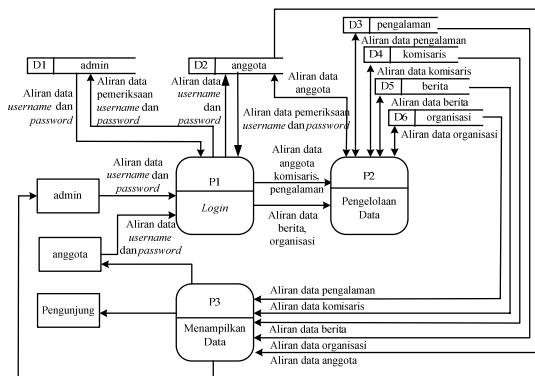 D3 pengalaman
Aliran data pengalaman
D1 admin
D2 anggota
D4 komisaris
Aliran data komisaris
D5 berita
Aliran data berita
D6 organisasi
Aliran data organisasi
Aliran data
username dan
password
Aliran data
pemeriksaan
username dan
password
Aliran data
username
dan
password
Aliran data
anggota
Aliran data pemeriksaan
username dan password
Aliran data
username dan
password
admin
P1
Login
Aliran data
anggota
komisaris,
pengalaman
P2
Pengelolaan
Data
Aliran data
username
dan password
anggota
Aliran data
berita,
organisasi
Pengunjung
P3
Menampilkan
Data
Aliran data pengalaman
Aliran data komisaris
Aliran data berita
Aliran data organisasi
Aliran data anggota